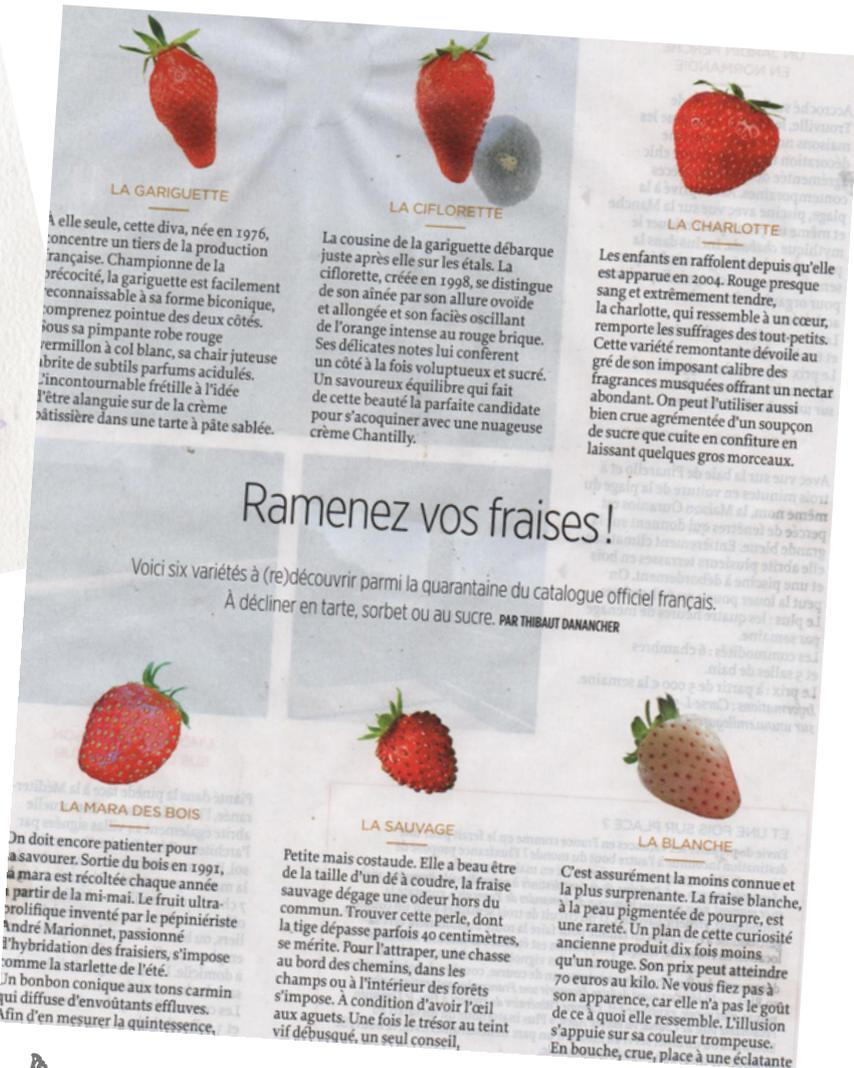 LA GARIGUETTE
À elle seule, cette diva, née en 1976,
concentre un tiers de la production
française. Championne de la
précocité, la gariguette est facilement
reconnaissable à sa forme biconique,
comprenez pointue des deux côtés.
Sous sa pimpante robe rouge
vermillon à col blanc, sa chair juteuse
abrite de subtils parfums acidulés.
L'incontournable frétille à l'idée
d'être alanguie sur de la crème
pâtissière dans une tarte à pâte sablée.
LA CIFLORETTE
La cousine de la gariguette débarque
juste après elle sur les étals. La
ciflorette, créée en 1998, se distingue
de son aînée par son allure ovoïde
et allongée et son faciès oscillant
de l'orange intense au rouge brique.
Ses délicates notes lui confèrent
un côté à la fois voluptueux et sucré.
Un savoureux équilibre qui fait
de cette beauté la parfaite candidate
pour s'acoquiner avec une nuageuse
crème Chantilly.
LA CHARLOTTE
Les enfants en raffolent depuis qu'elle
est apparue en 2004. Rouge presque
sang et extrêmement tendre,
la charlotte, qui ressemble à un cœur,
remporte les suffrages des tout-petits.
Cette variété remontante dévoile au
gré de son imposant calibre des
fragrances musquées offrant un nectar
abondant. On peut l'utiliser aussi
bien crue agrémentée d'un soupçon
de sucre que cuite en confiture en
laissant quelques gros morceaux.
Ramenez vos fraises !
Voici six variétés à (re)découvrir parmi la quarantaine du catalogue officiel français.
À décliner en tarte, sorbet ou au sucre. PAR THIBAUT DANANCHER
LA MARA DES BOIS
On doit encore patienter pour
la savourer. Sortie du bois en 1991,
la mara est récoltée chaque année
à partir de la mi-mai. Le fruit ultra-
prolifique inventé par le pépiniériste
André Marionnet, passionné
d'hybridation des fraisiers, s'impose
comme la starlette de l'été.
Un bonbon conique aux tons carmin
qui diffuse d'envoûtants effluves.
Afin d'en mesurer la quintessence,
LA SAUVAGE
Petite mais costaude. Elle a beau être
de la taille d'un dé à coudre, la fraise
sauvage dégage une odeur hors du
commun. Trouver cette perle, dont
la tige dépasse parfois 40 centimètres,
se mérite. Pour l'attraper, une chasse
au bord des chemins, dans les
champs ou à l'intérieur des forêts
s'impose. À condition d'avoir l'œil
aux aguets. Une fois le trésor au teint
vif débusqué, un seul conseil,
LA BLANCHE
C'est assurément la moins connue et
la plus surprenante. La fraise blanche,
à la peau pigmentée de pourpre, est
une rareté. Un plan de cette curiosité
ancienne produit dix fois moins
qu'un rouge. Son prix peut atteindre
70 euros au kilo. Ne vous fiez pas à
son apparence, car elle n'a pas le goût
de ce à quoi elle ressemble. L'illusion
s'appuie sur sa couleur trompeuse.
En bouche, crue, place à une éclatante